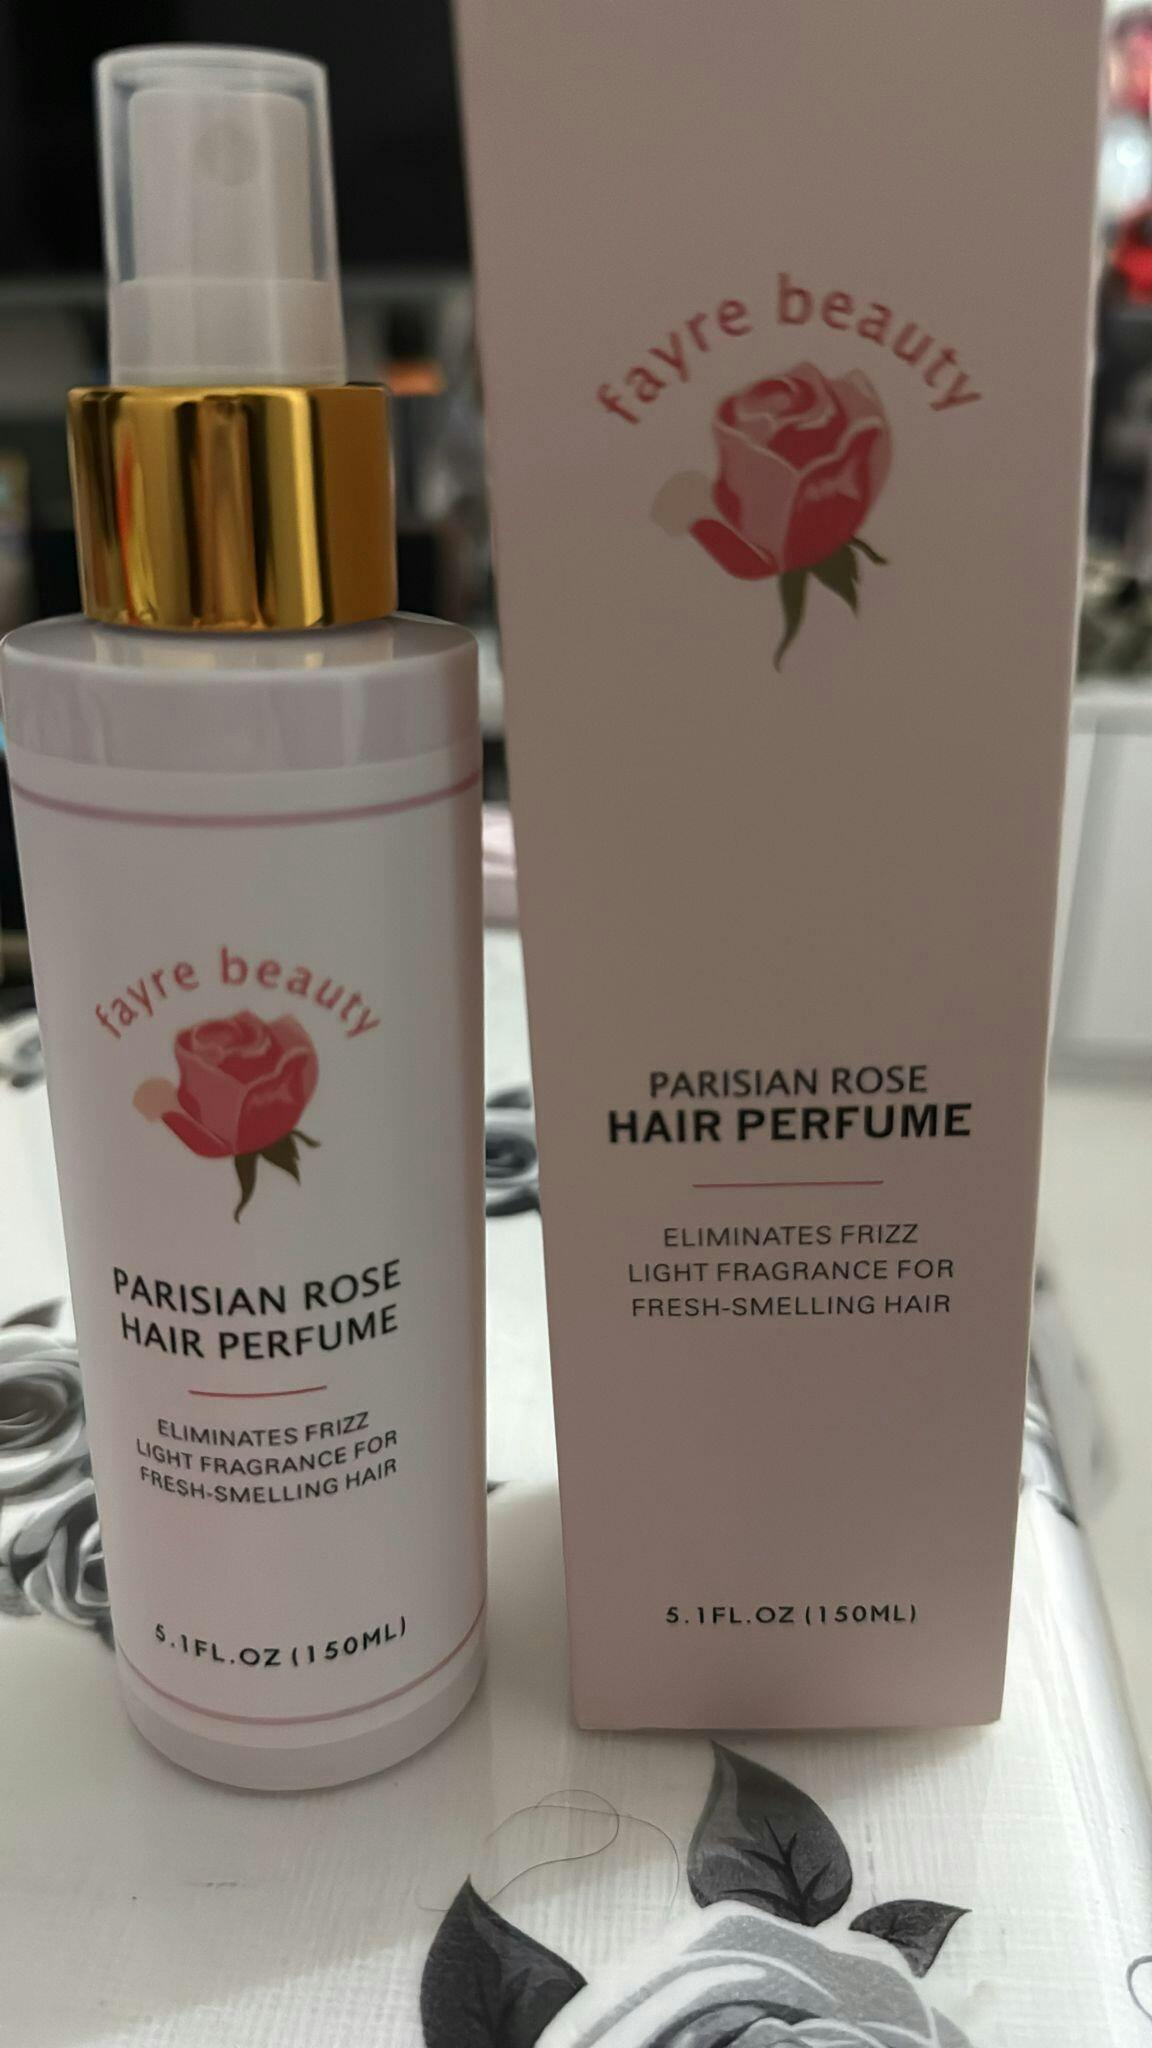 fayre beauty
PARISIAN ROSE
HAIR PERFUME
ELIMINATES FRIZZ
LIGHT FRAGRANCE FOR
FRESH-SMELLING HAIR
5.1FL.OZ (150ML)
fayre beauty
PARISIAN ROSE
HAIR PERFUME
ELIMINATES FRIZZ
LIGHT FRAGRANCE FOR
FRESH-SMELLING HAIR
5.1FL.OZ (150ML)